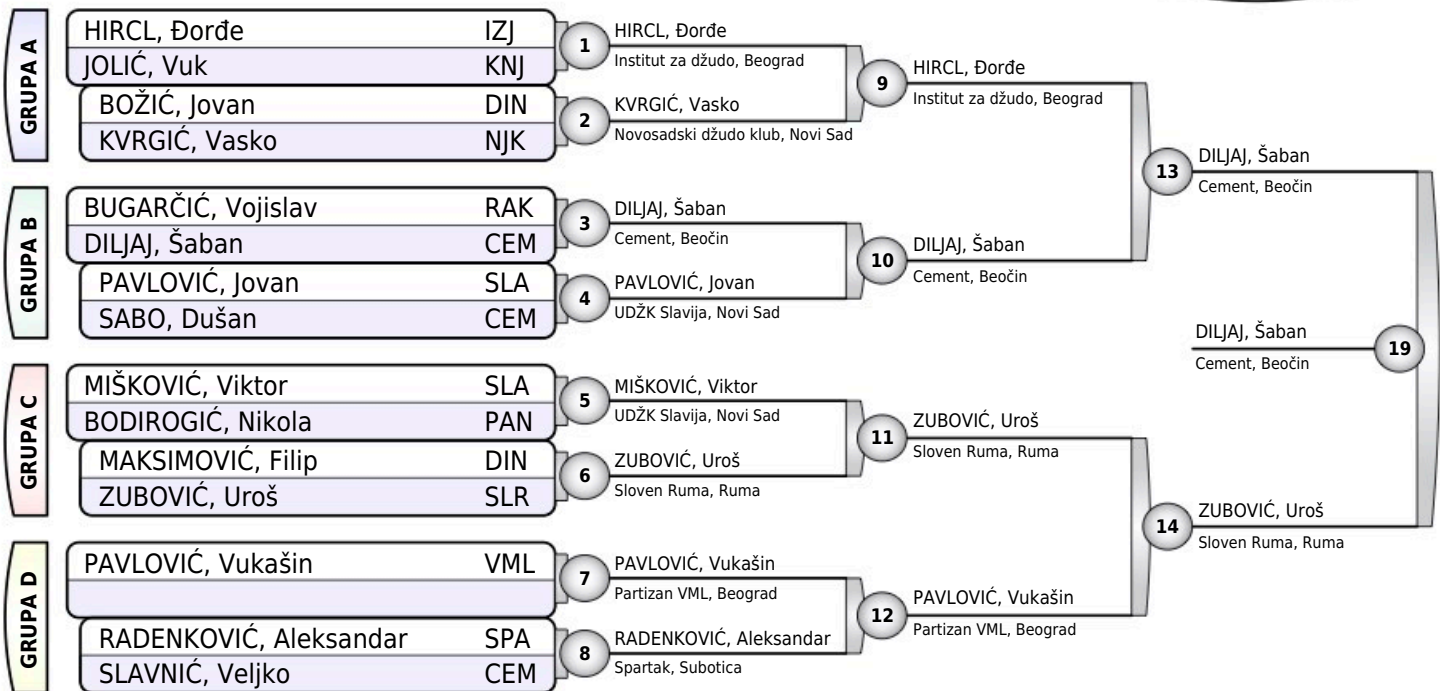 GRUPA A
HIRCL, Đorđe IZJ
JOLIĆ, Vuk KNJ
BOŽIĆ, Jovan DIN
KVRGIĆ, Vasko NJK
1
HIRCL, Đorđe
Institut za džudo, Beograd
2
KVRGIĆ, Vasko
Novosadski džudo klub, Novi Sad
9
HIRCL, Đorđe
Institut za džudo, Beograd
GRUPA B
BUGARČIĆ, Vojislav RAK
DILJAJ, Šaban CEM
PAVLOVIĆ, Jovan SLA
SABO, Dušan CEM
3
DILJAJ, Šaban
Cement, Beočin
4
PAVLOVIĆ, Jovan
UDŽK Slavija, Novi Sad
10
DILJAJ, Šaban
Cement, Beočin
13
DILJAJ, Šaban
Cement, Beočin
GRUPA C
MIŠKOVIĆ, Viktor SLA
BODIROGIĆ, Nikola PAN
MAKSIMOVIĆ, Filip DIN
ZUBOVIĆ, Uroš SLR
5
MIŠKOVIĆ, Viktor
UDŽK Slavija, Novi Sad
6
ZUBOVIĆ, Uroš
Sloven Ruma, Ruma
11
ZUBOVIĆ, Uroš
Sloven Ruma, Ruma
GRUPA D
PAVLOVIĆ, Vukašin VML
RADENKOVIĆ, Aleksandar SPA
SLAVNIĆ, Veljko CEM
7
PAVLOVIĆ, Vukašin
Partizan VML, Beograd
8
RADENKOVIĆ, Aleksandar
Spartak, Subotica
12
PAVLOVIĆ, Vukašin
Partizan VML, Beograd
14
ZUBOVIĆ, Uroš
Sloven Ruma, Ruma
DILJAJ, Šaban
Cement, Beočin
19